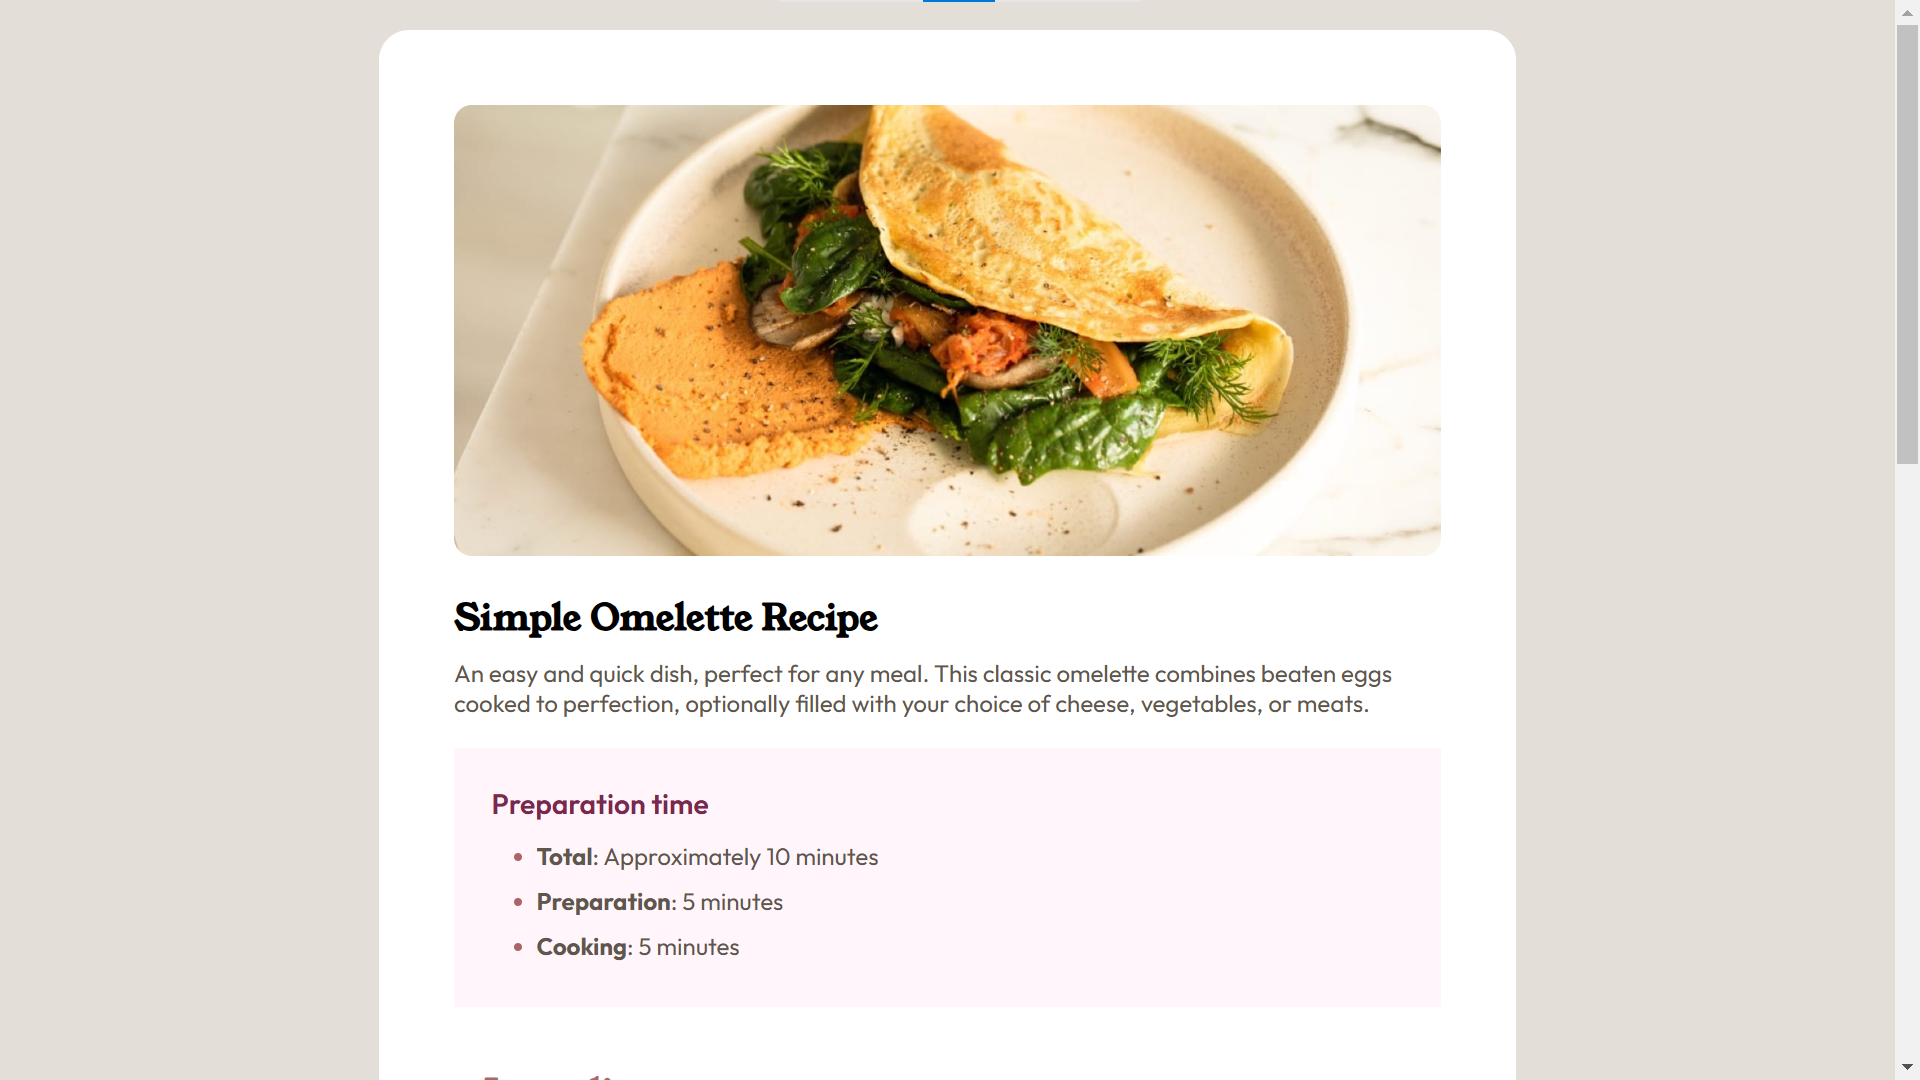 Simple Omelette Recipe
An easy and quick dish, perfect for any meal. This classic omelette combines beaten eggs
cooked to perfection, optionally filled with your choice of cheese, vegetables, or meats.
Preparation time
Total: Approximately 10 minutes
Preparation: 5 minutes
Cooking: 5 minutes